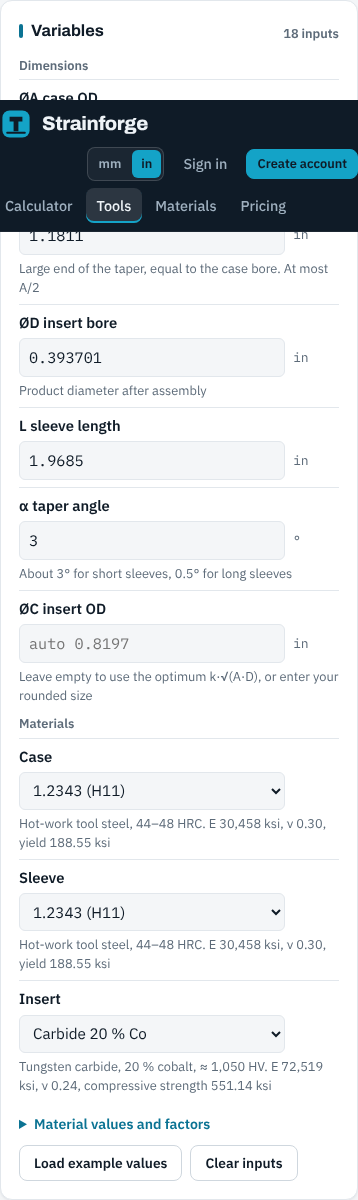 Variables
18 inputs
Dimensions
ØA case OD
Strainforge
mm in Sign in Create account
Calculator Tools Materials Pricing
1.1811 in
Large end of the taper, equal to the case bore. At most
A/2
ØD insert bore
0.393701 in
Product diameter after assembly
L sleeve length
1.9685 in
α taper angle
3 °
About 3° for short sleeves, 0.5° for long sleeves
ØC insert OD
auto 0.8197 in
Leave empty to use the optimum k·√(A·D), or enter your
rounded size
Materials
Case
1.2343 (H11)
Hot-work tool steel, 44–48 HRC. E 30,458 ksi, ν 0.30,
yield 188.55 ksi
Sleeve
1.2343 (H11)
Hot-work tool steel, 44–48 HRC. E 30,458 ksi, ν 0.30,
yield 188.55 ksi
Insert
Carbide 20 % Co
Tungsten carbide, 20 % cobalt, ≈ 1,050 HV. E 72,519
ksi, ν 0.24, compressive strength 551.14 ksi
Material values and factors
Load example values Clear inputs